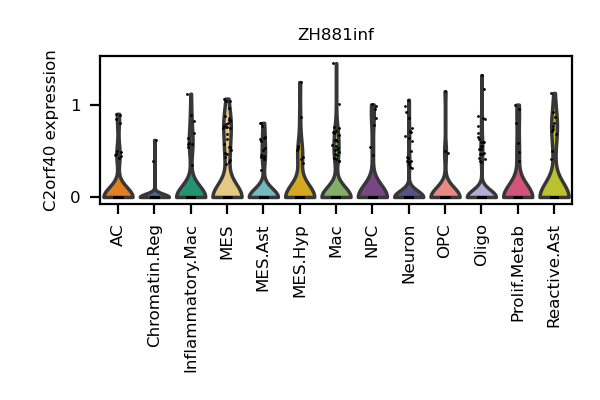 ZH881inf
C2orf40 expression
1
0
AC
Chromatin.Reg
Inflammatory.Mac
MES
MES.Ast
MES.Hyp
Mac
NPC
Neuron
OPC
Oligo
Prolif.Metab
Reactive.Ast